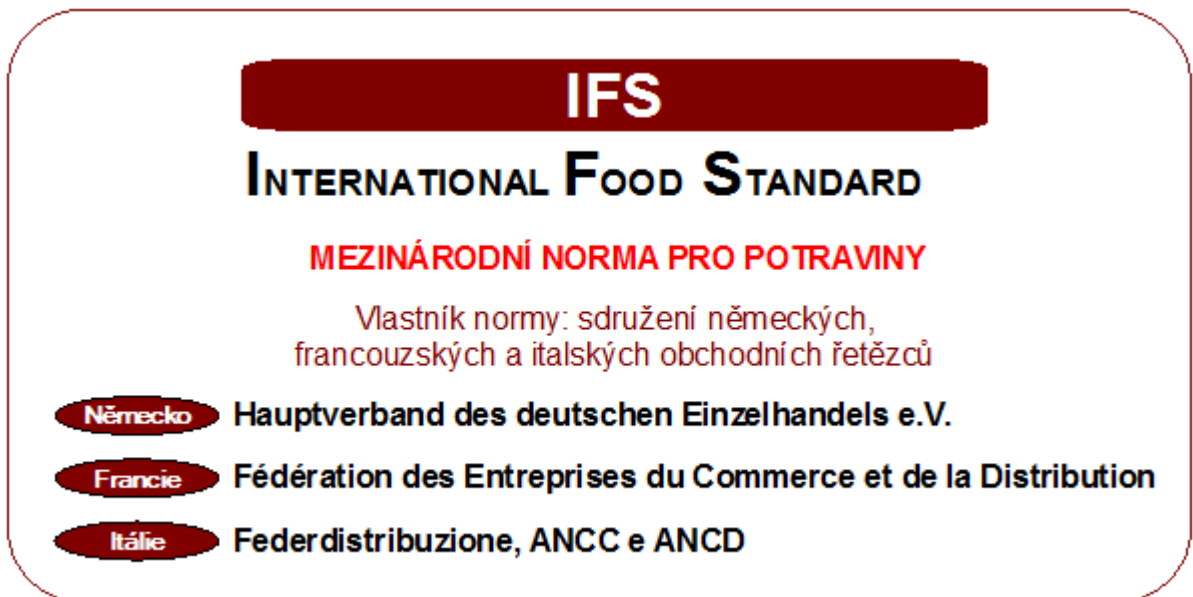 IFS
INTERNATIONAL FOOD STANDARD
MEZINÁRODNÍ NORMA PRO POTRAVINY
Vlastník normy: sdružení německých,
francouzských a italských obchodních řetězců
Německo Hauptverband des deutschen Einzelhandels e.V.
Francie Fédération des Entreprises du Commerce et de la Distribution
Itálie Federdistribuzione, ANCC e ANCD